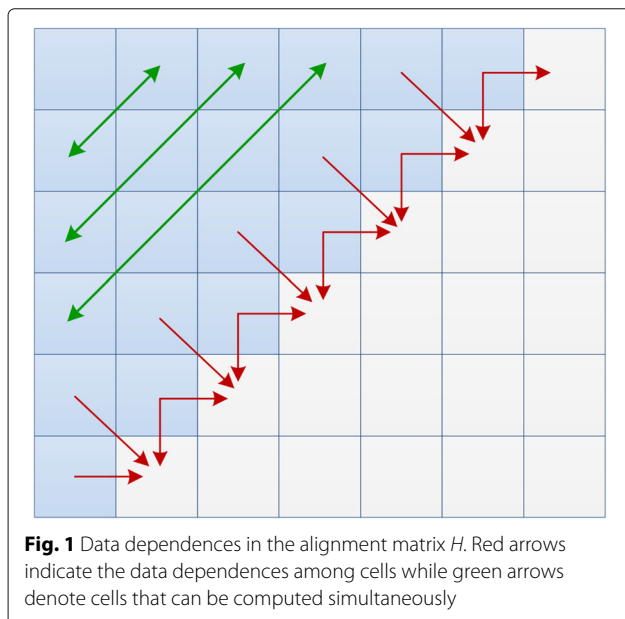 Fig. 1 Data dependences in the alignment matrix H. Red arrows
indicate the data dependences among cells while green arrows
denote cells that can be computed simultaneously